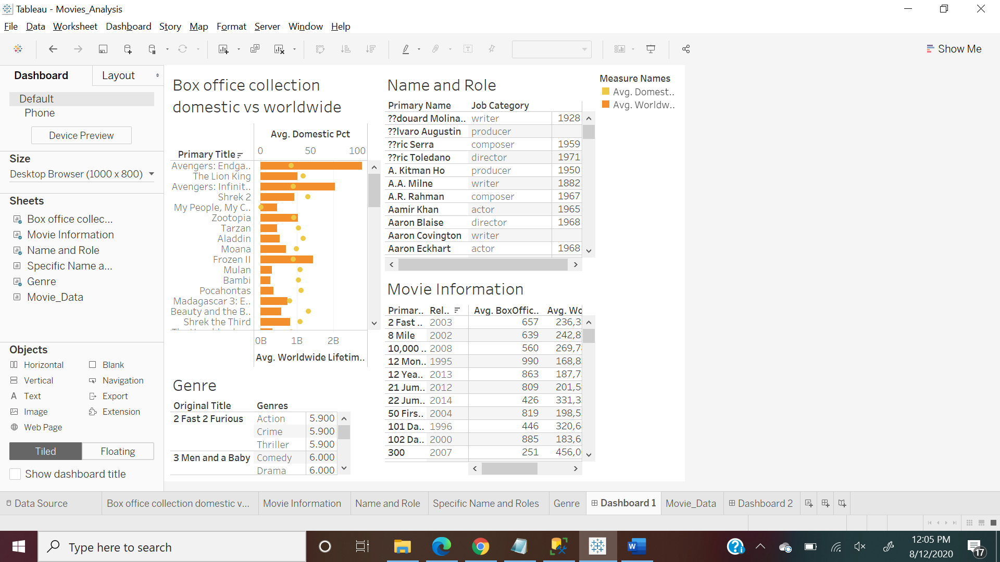 Tableau - Movies_Analysis
File Data Worksheet Dashboard Story Map Format Server Window Help
Show Me
Dashboard Layout
Default
Phone
Device Preview
Size
Desktop Browser (1000 x 800)
Sheets
Box office collec...
Movie Information
Name and Role
Specific Name a...
Genre
Movie_Data
Objects
Horizontal Blank
Vertical Navigation
A Text Export
Image Extension
Web Page
Tiled Floating
Show dashboard title
Box office collection
domestic vs worldwide
Avg. Domestic Pct
Primary Title 0 50 100
Avengers: Endga..
The Lion King
Avengers: Infinit..
Shrek 2
My People, My C..
Zootopia
Tarzan
Aladdin
Moana
Frozen II
Mulan
Bambi
Pocahontas
Madagascar 3: E..
Beauty and the B..
Shrek the Third
0B 1B 2B
Avg. Worldwide Lifetim..
Genre
Original Title Genres
2 Fast 2 Furious Action 5.900
Crime 5.900
Thriller 5.900
3 Men and a Baby Comedy 6.000
Drama 6.000
Name and Role
Primary Name Job Category
??douard Molina.. writer 1928
??lvaro Augustin producer
??ric Serra composer 1959
??ric Toledano director 1971
A. Kitman Ho producer 1950
A.A. Milne writer 1882
A.R. Rahman composer 1967
Aamir Khan actor 1965
Aaron Blaise director 1968
Aaron Covington writer
Aaron Eckhart actor 1968
Movie Information
Primar.. Rel.. Avg. BoxOffic.. Avg. Wo
2 Fast .. 2003 657 236,3
8 Mile 2002 639 242,8
10,000 .. 2008 560 269,7
12 Mon.. 1995 990 168,8
12 Yea.. 2013 863 187,7
21 Jum.. 2012 809 201,5
22 Jum.. 2014 426 331,3
50 Firs.. 2004 819 198,5
101 Da.. 1996 446 320,6
102 Da.. 2000 885 183,6
300 2007 251 456,0
Measure Names
Avg. Domest..
Avg. Worldw..
Data Source Box office collection domestic v... Movie Information Name and Role Specific Name and Roles Genre Dashboard 1 Movie_Data Dashboard 2
Type here to search
12:05 PM
8/12/2020
17